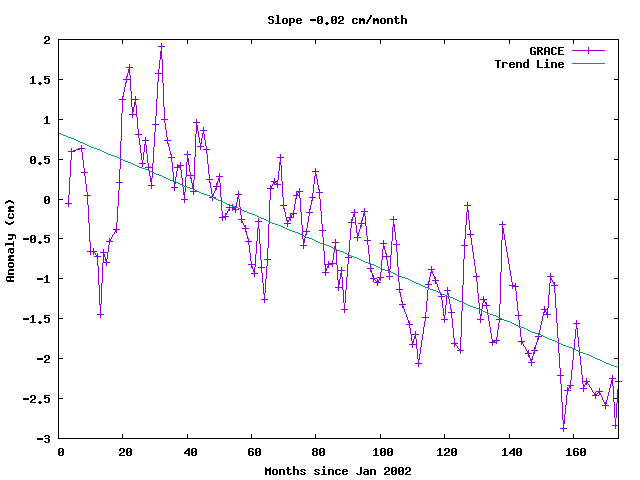 Slope -0.02 cm/month
GRACE
Trend Line
2
1.5
1
0.5
0
-0.5
-1
-1.5
-2
-2.5
-3
Anomaly (cm)
0 20 40 60 80 100 120 140 160
Months since Jan 2002